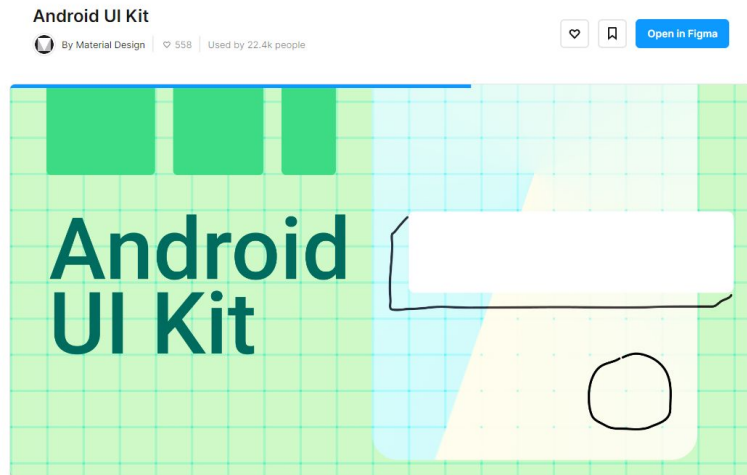 Android UI Kit
By Material Design 558 Used by 22.4k people
Open in Figma
Android
UI Kit